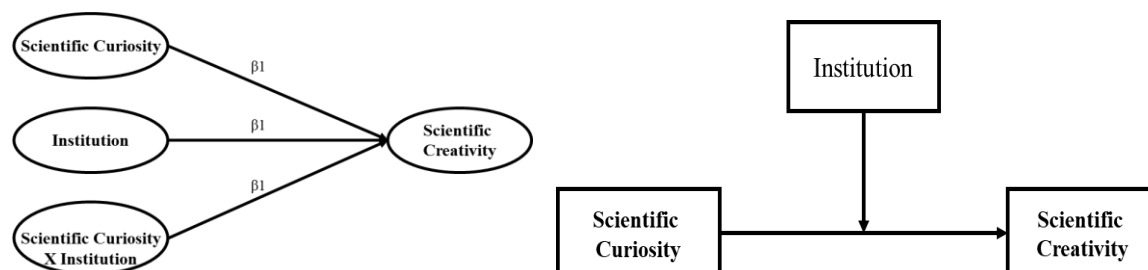 Scientific Curiosity
β1
Institution
β1
Scientific
Creativity
β1
Scientific Curiosity
X Institution
Institution
Scientific
Curiosity
Scientific
Creativity